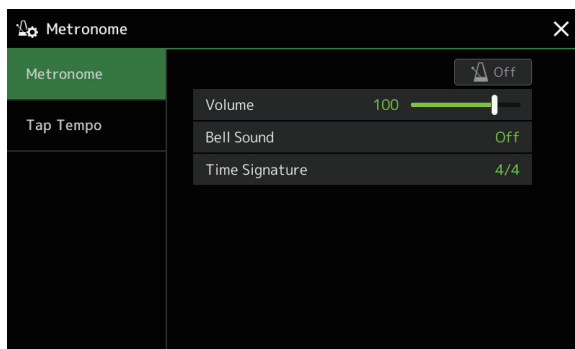 Metronome
Metronome
Off
Volume 100
Tap Tempo
Bell Sound Off
Time Signature 4/4